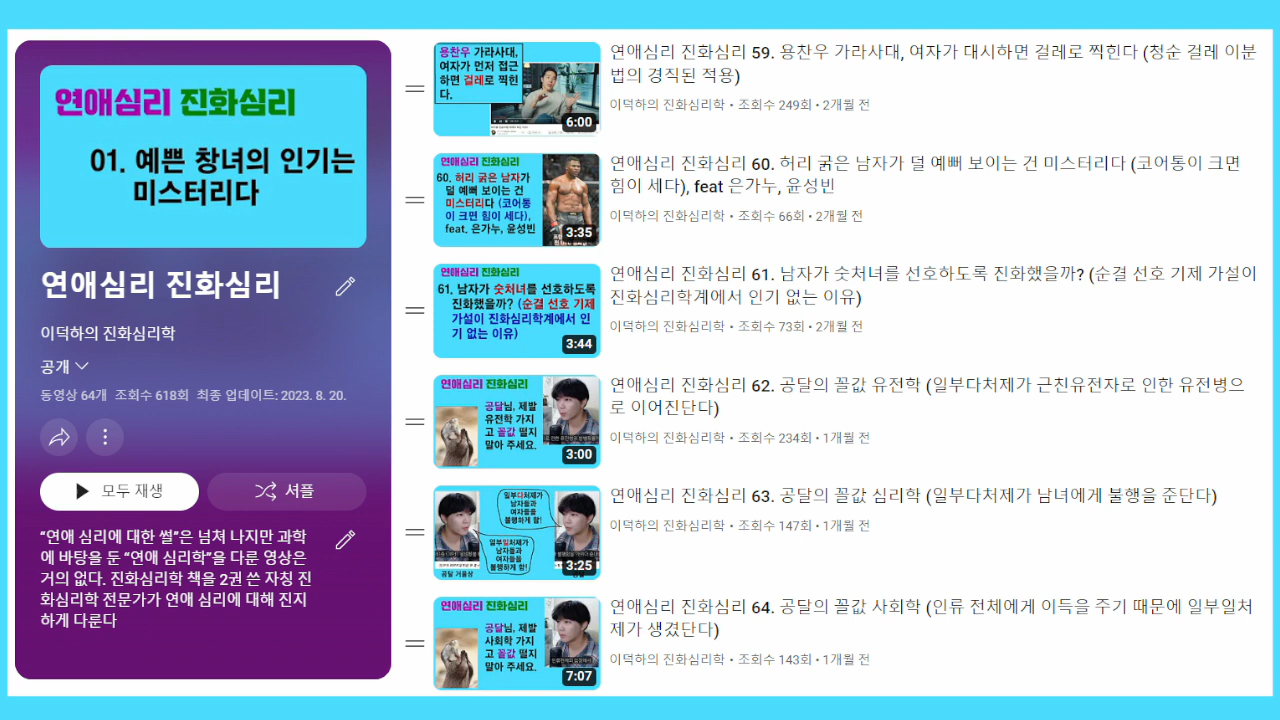 연애심리 진화심리
01. 예쁜 창녀의 인기는
미스터리다
연애심리 진화심리
이덕하의 진화심리학
공개
동영상 64개 조회수 618회 최종 업데이트: 2023. 8. 20.
모두 재생
셔플
“연애 심리에 대한 썰”은 넘쳐 나지만 과학
에 바탕을 둔 “연애 심리학”을 다룬 영상은
거의 없다. 진화심리학 책을 2권 쓴 자칭 진
화심리학 전문가가 연애 심리에 대해 진지
하게 다룬다
용찬우 가라사대,
여자가 먼저 접근
하면 걸레로 찍힌
다.
6:00
연애심리 진화심리 59. 용찬우 가라사대, 여자가 대시하면 걸레로 찍힌다 (청순 걸레 이분
법의 경직된 적용)
이덕하의 진화심리학 • 조회수 249회 • 2개월 전
연애심리 진화심리
60. 허리 굵은 남자가
덜 예뻐 보이는 건
미스터리다 (코어통
이 크면 힘이 세다),
feat. 은가누, 윤성빈
3:35
연애심리 진화심리 60. 허리 굵은 남자가 덜 예뻐 보이는 건 미스터리다 (코어통이 크면
힘이 세다), feat 은가누, 윤성빈
이덕하의 진화심리학 • 조회수 66회 • 2개월 전
연애심리 진화심리
61. 남자가 숫처녀를 선호하도록
진화했을까? (순결 선호 기제
가설이 진화심리학계에서 인
기 없는 이유)
3:44
연애심리 진화심리 61. 남자가 숫처녀를 선호하도록 진화했을까? (순결 선호 기제 가설이
진화심리학계에서 인기 없는 이유)
이덕하의 진화심리학 • 조회수 73회 • 2개월 전
연애심리 진화심리
공달님, 제발
유전학 가지
고 꼴값 떨지
말아 주세요.
3:00
연애심리 진화심리 62. 공달의 꼴값 유전학 (일부다처제가 근친유전자로 인한 유전병으
로 이어진단다)
이덕하의 진화심리학 • 조회수 234회 • 1개월 전
일부다처제가
남자들과
여자들을
불행하게 함!
일부일처제가
남자들과
여자들을
불행하게 함!
공달 거울상
3:25
연애심리 진화심리 63. 공달의 꼴값 심리학 (일부다처제가 남녀에게 불행을 준단다)
이덕하의 진화심리학 • 조회수 147회 • 1개월 전
연애심리 진화심리
공달님, 제발
사회학 가지
고 꼴값 떨지
말아 주세요.
7:07
연애심리 진화심리 64. 공달의 꼴값 사회학 (인류 전체에게 이득을 주기 때문에 일부일처
제가 생겼단다)
이덕하의 진화심리학 • 조회수 143회 • 1개월 전